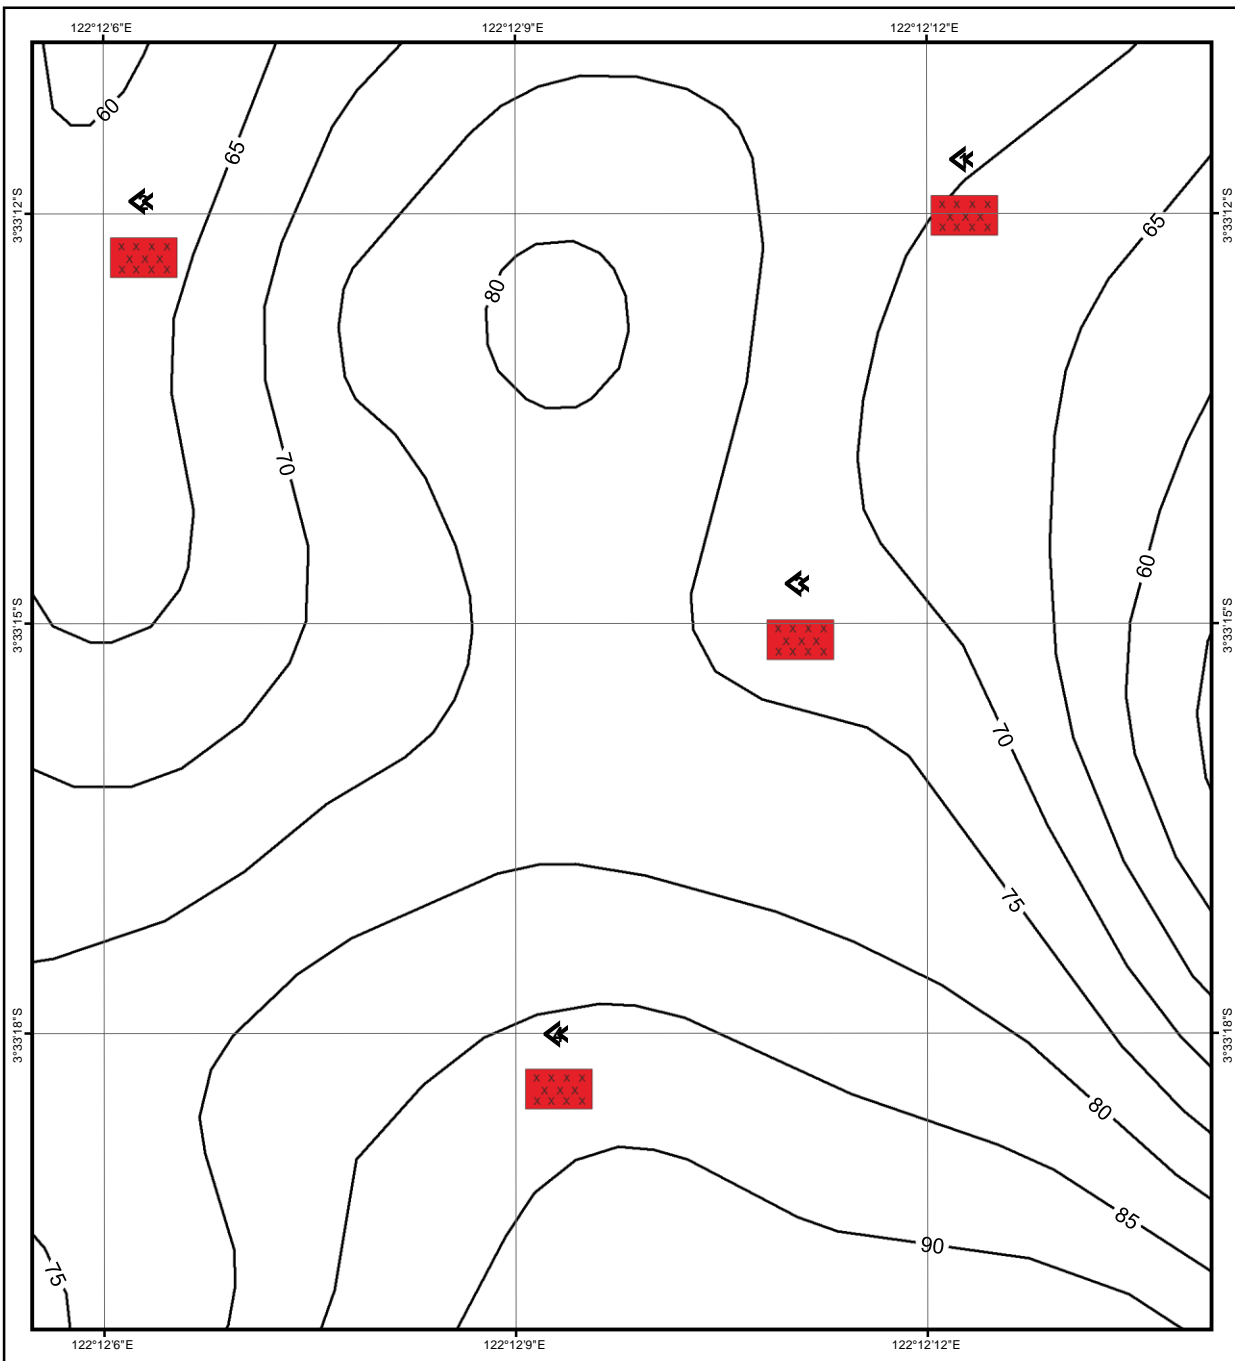 122°12'6"E 122°12'9"E 122°12'12"E
60
65
3°33'12"S 3°33'12"S
x x x x
x x x
x x x x
x x x x
x x x
x x x x
65
80
70
60
3°33'15"S 3°33'15"S
x x x x
x x x
x x x x
70
75
3°33'18"S 3°33'18"S
x x x x
x x x
x x x x
80
85
90
75
122°12'6"E 122°12'9"E 122°12'12"E